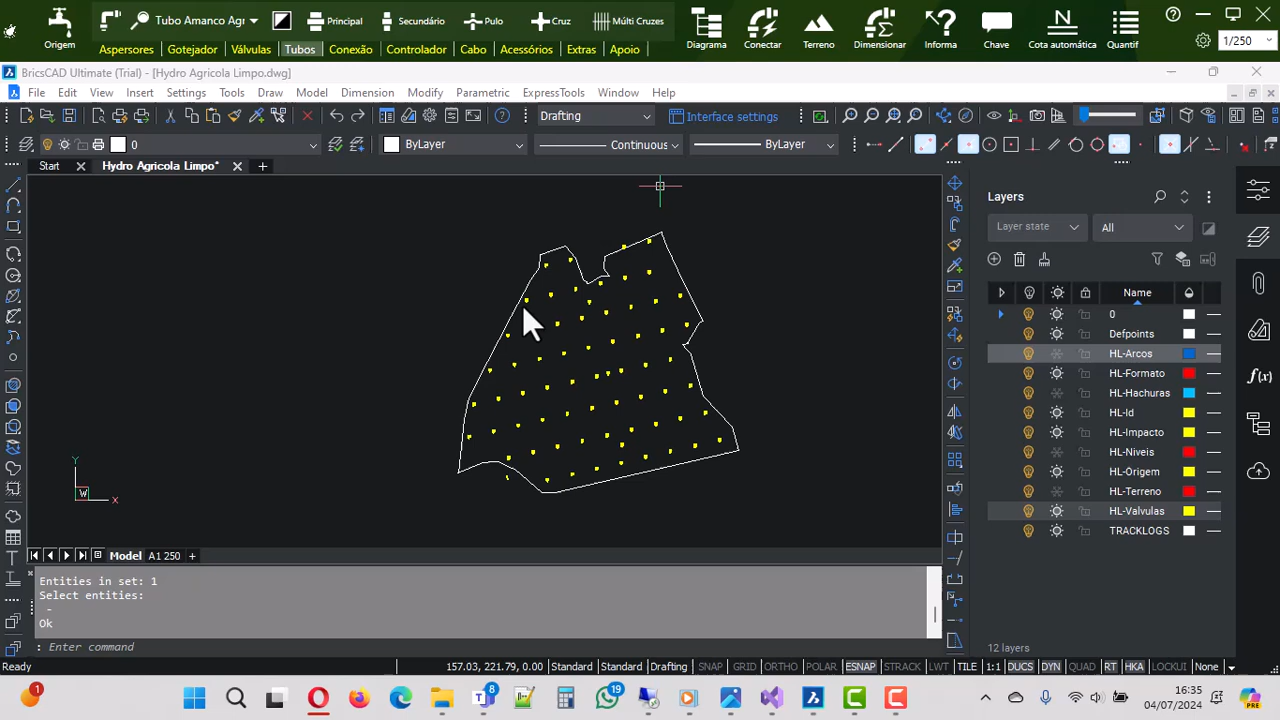 Tubo Amanco Agr
Principal
Secundário
Pulo
Cruz
Múlti Cruzes
Origem
Aspersores
Gotejador
Válvulas
Tubos
Conexão
Controlador
Cabo
Acessórios
Extras
Apoio
Diagrama
Conectar
Terreno
Dimensionar
Informa
Chave
Cota automática
Quantif
1/250
BricsCAD Ultimate (Trial) - [Hydro Agricola Limpo.dwg]
File Edit View Insert Settings Tools Draw Model Dimension Modify Parametric ExpressTools Window Help
Drafting
Interface settings
0
ByLayer
Continuous
ByLayer
Start
Hydro Agricola Limpo*
Layers
Layer state
All
Name
0
Defpoints
HL-Arcos
HL-Formato
HL-Hachuras
HL-Id
HL-Impacto
HL-Niveis
HL-Origem
HL-Terreno
HL-Valvulas
TRACKLOGS
12 layers
Y
W
X
Model
A1 250
Entities in set: 1
Select entities:
-
Ok
: Enter command
Ready
157.03, 221.79, 0.00 Standard Standard Drafting SNAP GRID ORTHO POLAR ESNAP STRACK LWT TILE 1:1 DUCS DYN QUAD RT HKA LOCKUI None
1
8
19
16:35
04/07/2024
PRE